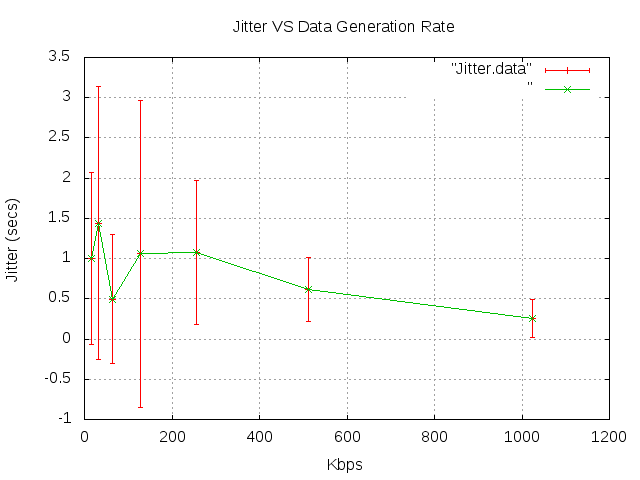 Jitter VS Data Generation Rate
3.5
3
2.5
2
1.5
1
0.5
0
-0.5
-1
Jitter (secs)
"Jitter.data"
"
0 200 400 600 800 1000 1200
Kbps